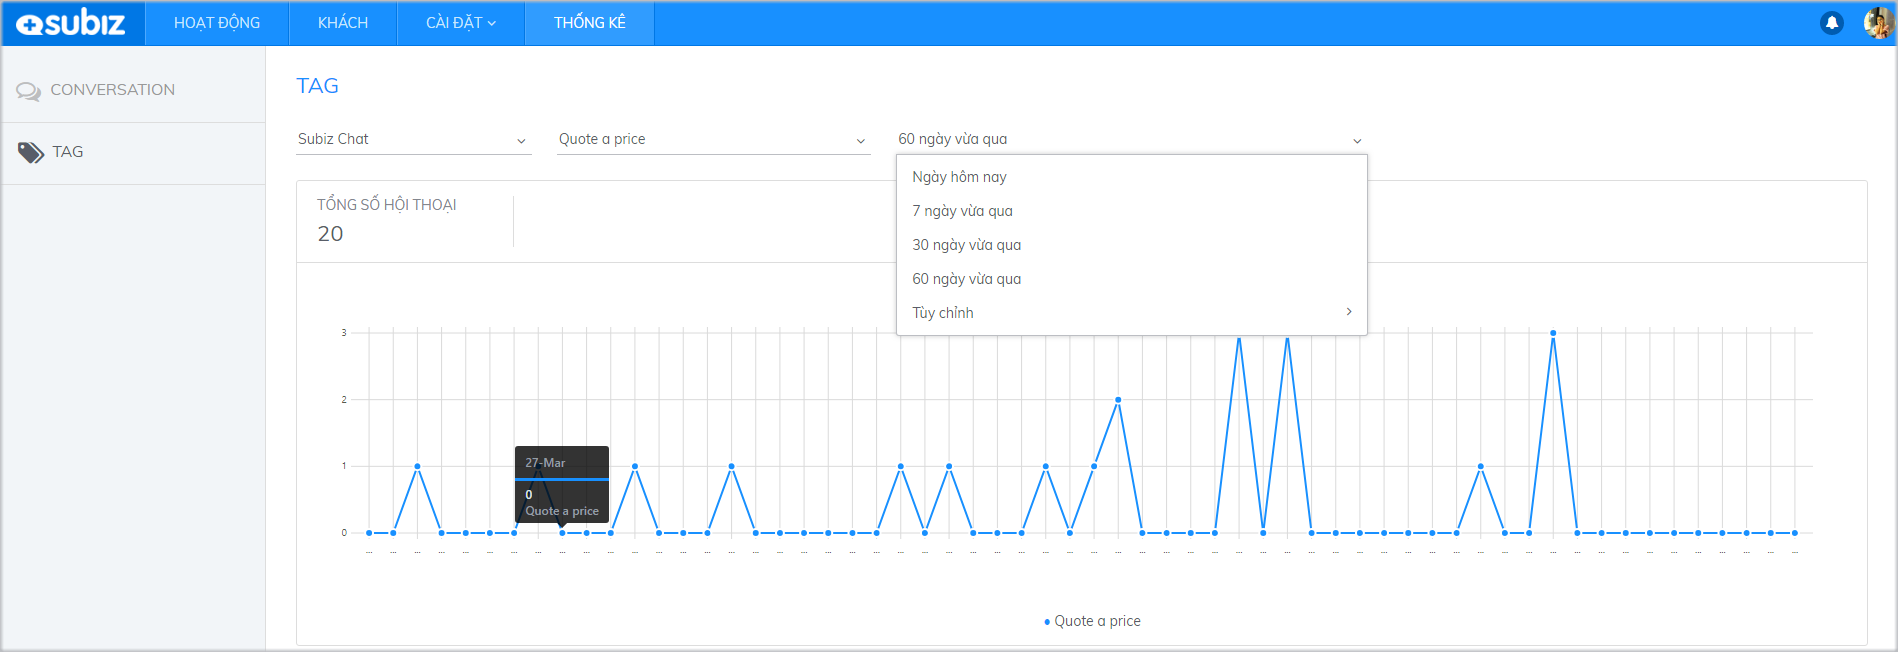 subiz
HOẠT ĐỘNG
KHÁCH
CÀI ĐẶT
THỐNG KÊ
CONVERSATION
TAG
TAG
Subiz Chat
Quote a price
60 ngày vừa qua
Ngày hôm nay
7 ngày vừa qua
30 ngày vừa qua
60 ngày vừa qua
Tùy chỉnh
TỔNG SỐ HỘI THOẠI
20
3
2
1
0
27-Mar
0
Quote a price
... ... ... ... ... ... ... ... ... ... ... ... ... ... ... ... ... ... ... ... ... ... ... ... ... ... ... ... ... ... ... ... ... ... ... ... ... ... ... ... ... ... ... ... ... ... ... ... ... ... ... ... ... ... ... ... ... ... ... ...
Quote a price